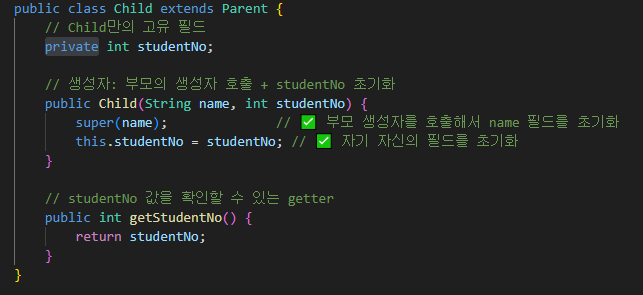 public class Child extends Parent {
    // Child만의 고유 필드
    private int studentNo;
    // 생성자: 부모의 생성자 호출 + studentNo 초기화
    public Child(String name, int studentNo) {
        super(name);              // ✅ 부모 생성자를 호출해서 name 필드를 초기화
        this.studentNo = studentNo; // ✅ 자기 자신의 필드를 초기화
    }
    // studentNo 값을 확인할 수 있는 getter
    public int getStudentNo() {
        return studentNo;
    }
}